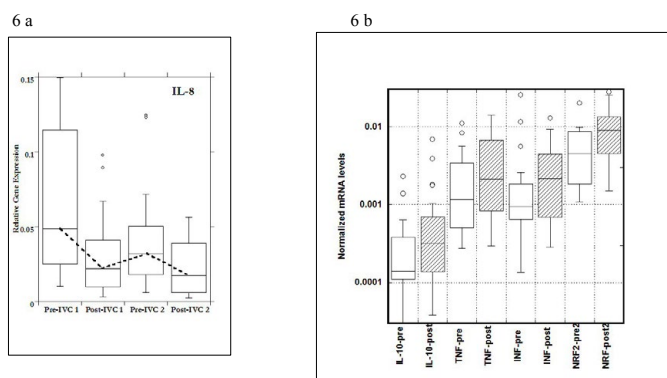 6 a
6 b
IL-8
Relative Gene Expression
0.15
0.1
0.05
0
Pre-IVC 1 Post-IVC 1 Pre-IVC 2 Post-IVC 2
Normalized mRNA levels
0.01
0.001
0.0001
IL-10-pre
IL-10-post
TNF-pre
TNF-post
INF-pre
INF-post
NRF2-pre2
NRF-post2